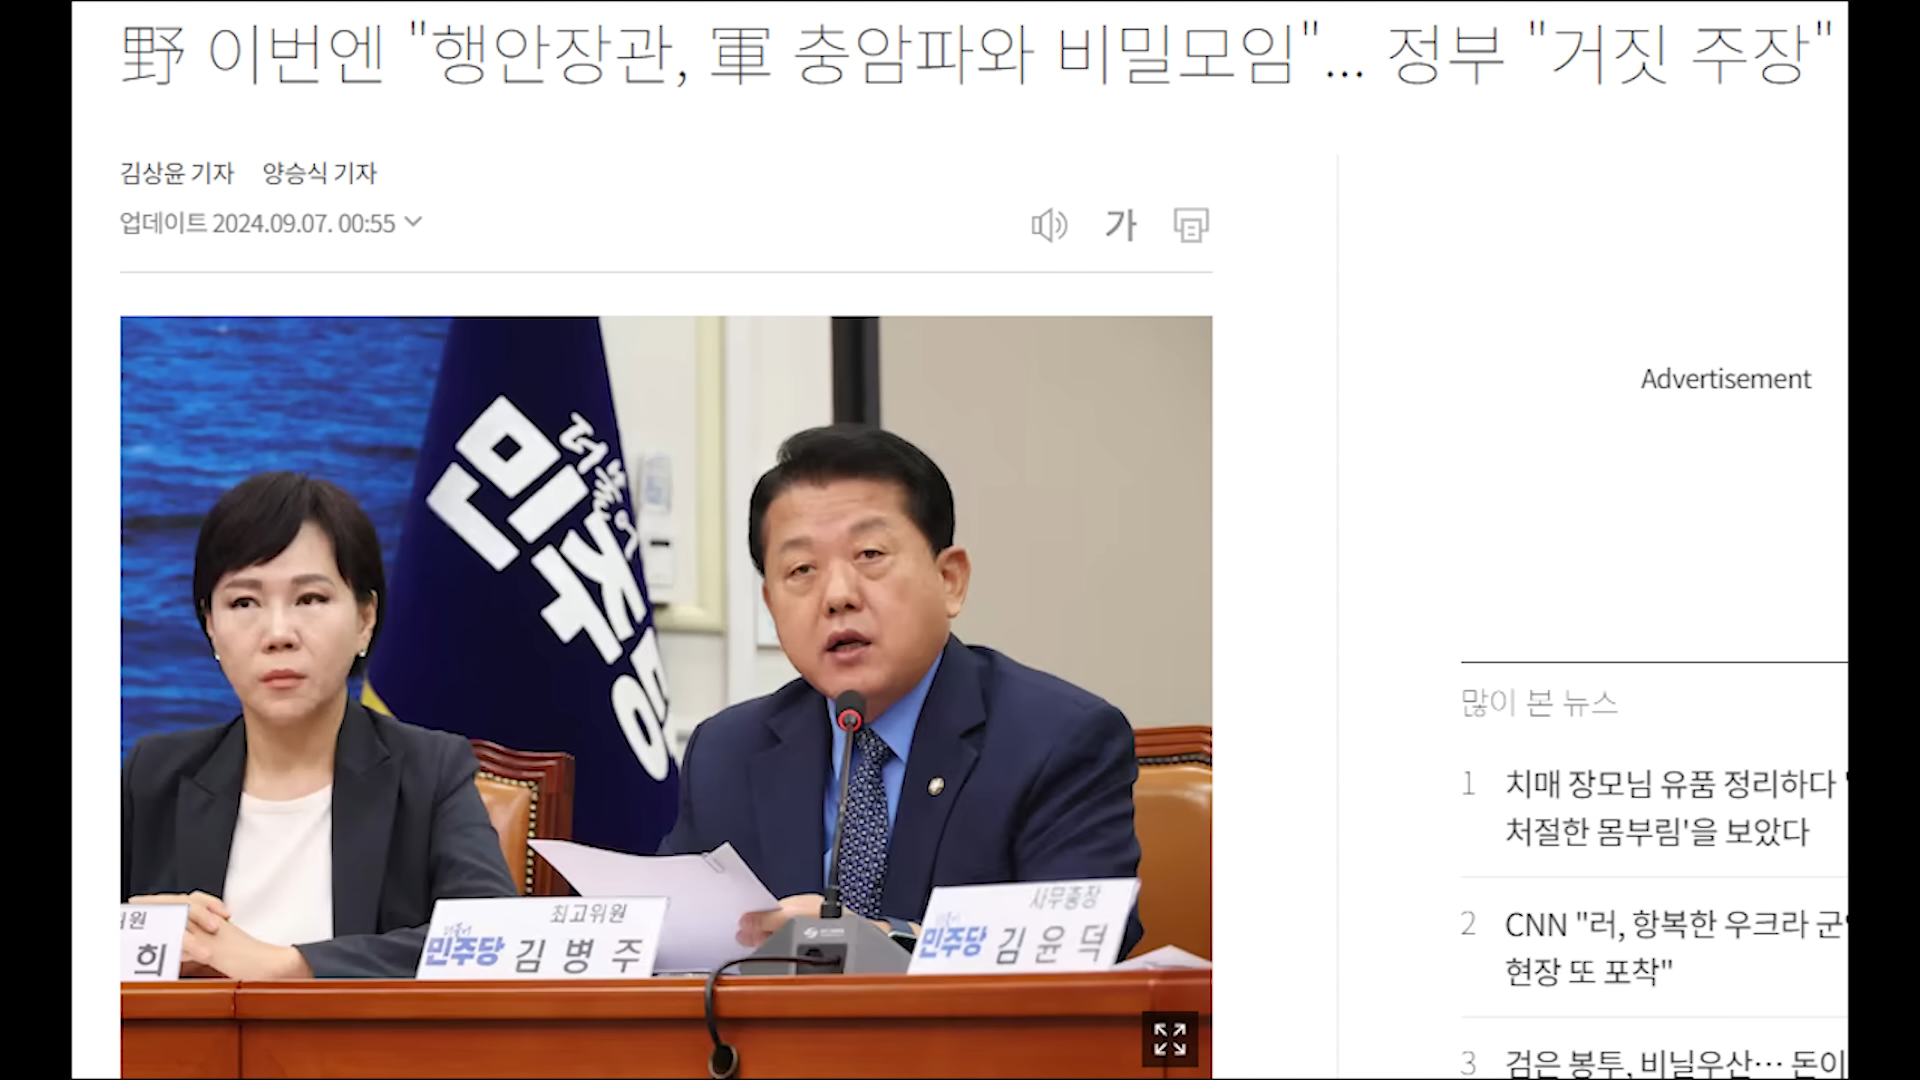 野 이번엔 "행안장관, 軍 충암파와 비밀모임"... 정부 "거짓 주장"
김상윤 기자 양승식 기자
업데이트 2024.09.07. 00:55
가
Advertisement
더불어
민주당
최고위원
민주당 김병주
사무총장
민주당 김윤덕
희
많이 본 뉴스
1 치매 장모님 유품 정리하다 '
처절한 몸부림'을 보았다
2 CNN "러, 항복한 우크라 군
현장 또 포착"
3 검은 봉투, 비닐우산… 돈이